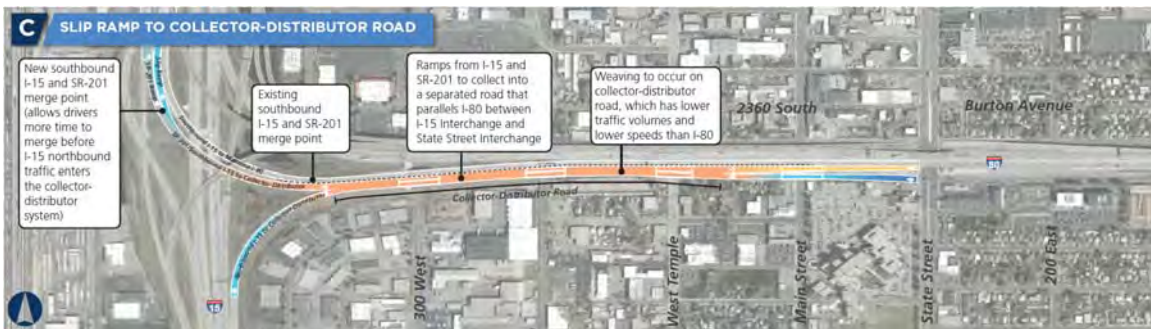 C
SLIP RAMP TO COLLECTOR-DISTRIBUTOR ROAD
New southbound
I-15 and SR-201
merge point
(allows drivers
more time to
merge before
I-15 northbound
traffic enters
the collector-
distributor
system)
Existing
southbound
I-15 and SR-201
merge point
Ramps from I-15 and
SR-201 to collect into
a separated road that
parallels I-80 between
I-15 Interchange and
State Street Interchange
Weaving to occur on
collector-distributor
road, which has lower
traffic volumes and
lower speeds than I-80
2360 South
Burton Avenue
80
Collector-Distributor Road
300 West
West Temple
Main Street
State Street
200 East
15